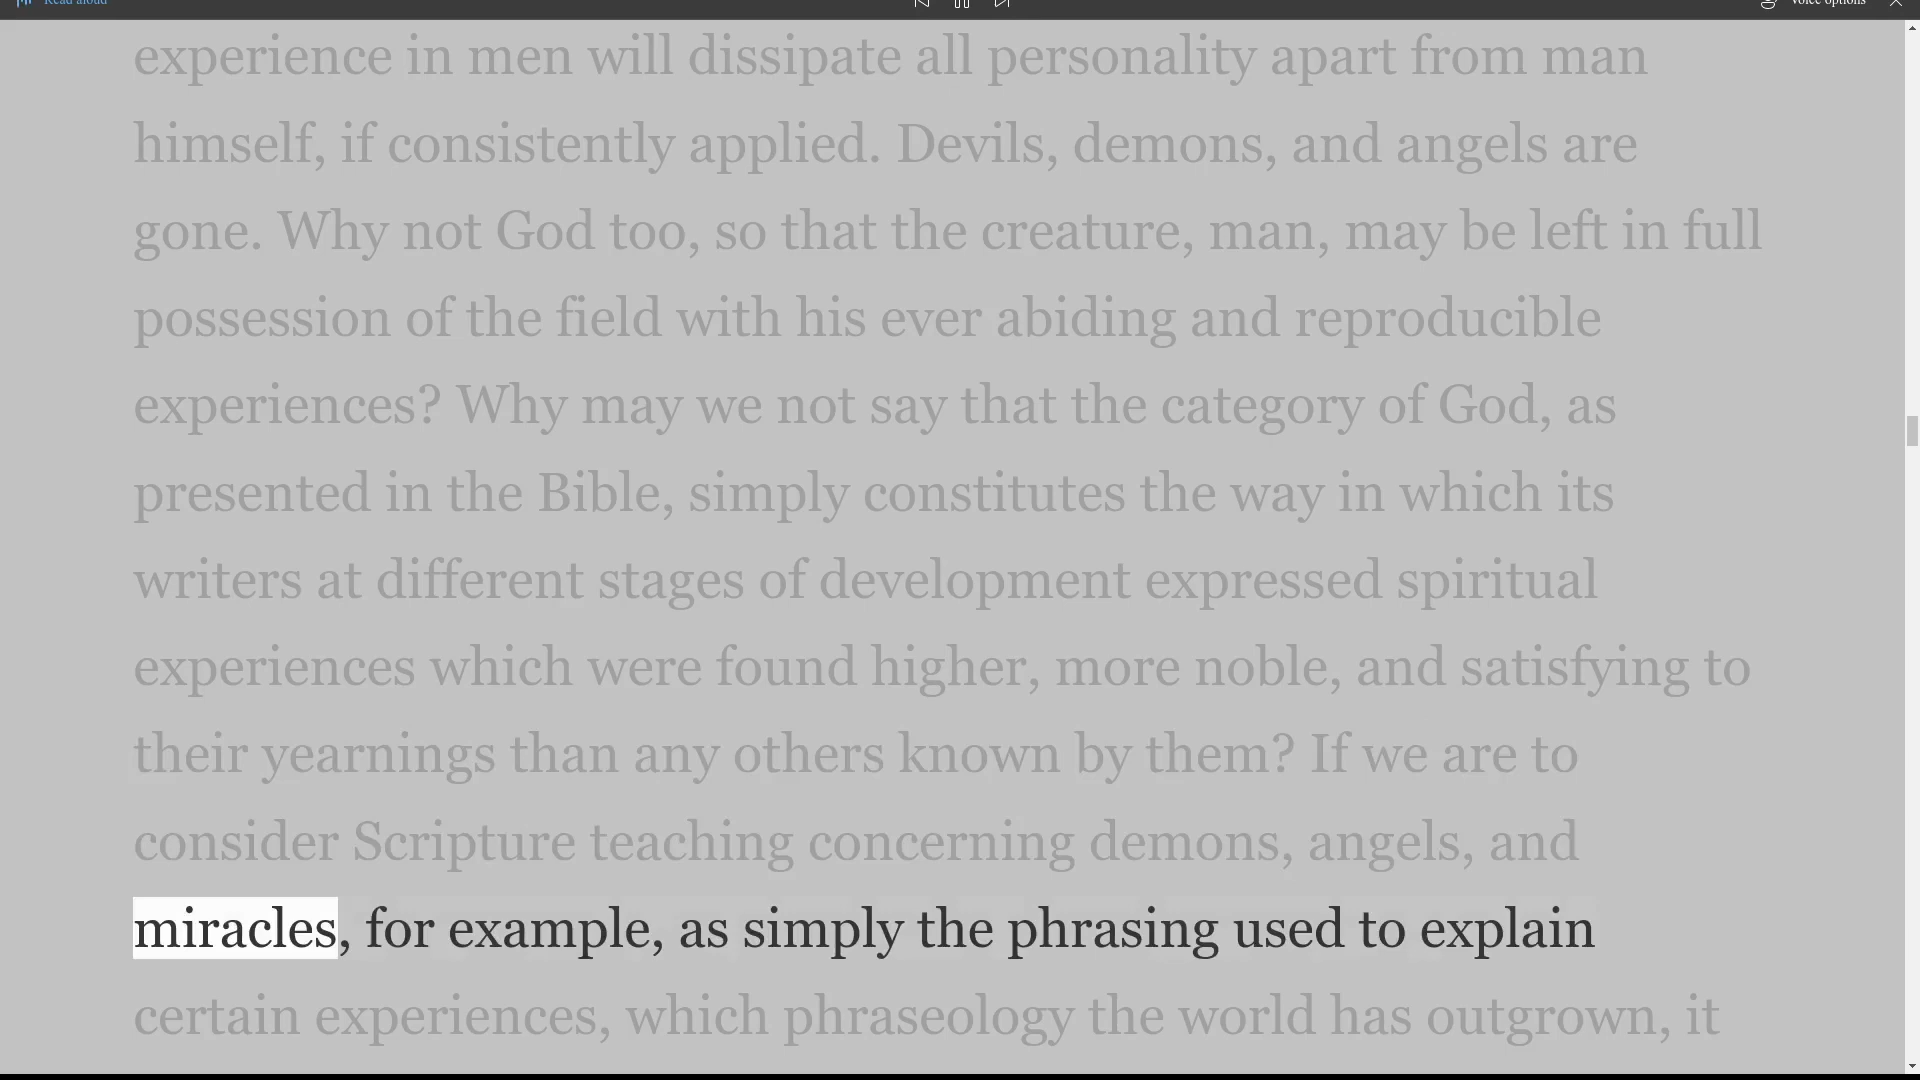 Read aloud
Voice options
experience in men will dissipate all personality apart from man
himself, if consistently applied. Devils, demons, and angels are
gone. Why not God too, so that the creature, man, may be left in full
possession of the field with his ever abiding and reproducible
experiences? Why may we not say that the category of God, as
presented in the Bible, simply constitutes the way in which its
writers at different stages of development expressed spiritual
experiences which were found higher, more noble, and satisfying to
their yearnings than any others known by them? If we are to
consider Scripture teaching concerning demons, angels, and
miracles, for example, as simply the phrasing used to explain
certain experiences, which phraseology the world has outgrown, it